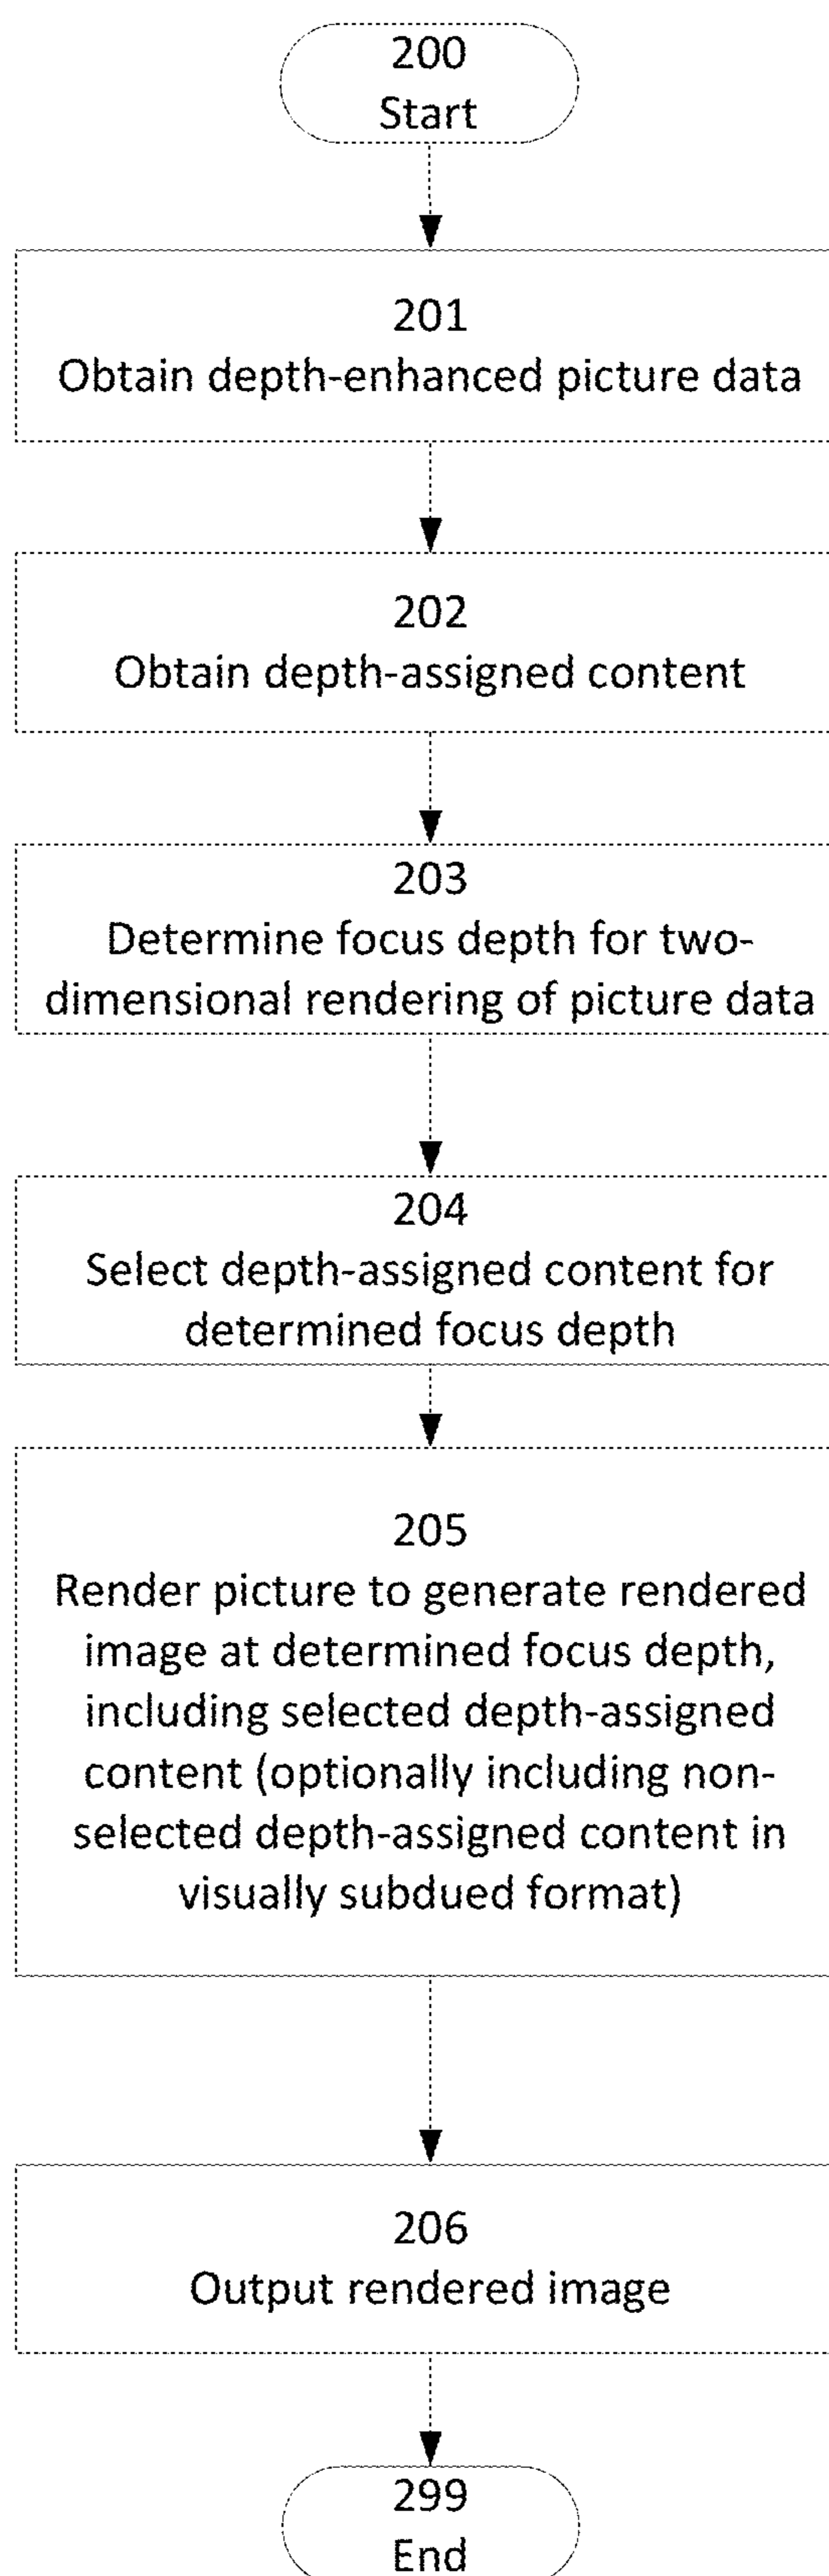 200
Start
201
Obtain depth-enhanced picture data
202
Obtain depth-assigned content
203
Determine focus depth for two-
dimensional rendering of picture data
204
Select depth-assigned content for
determined focus depth
205
Render picture to generate rendered
image at determined focus depth,
including selected depth-assigned
content (optionally including non-
selected depth-assigned content in
visually subdued format)
206
Output rendered image
299
End